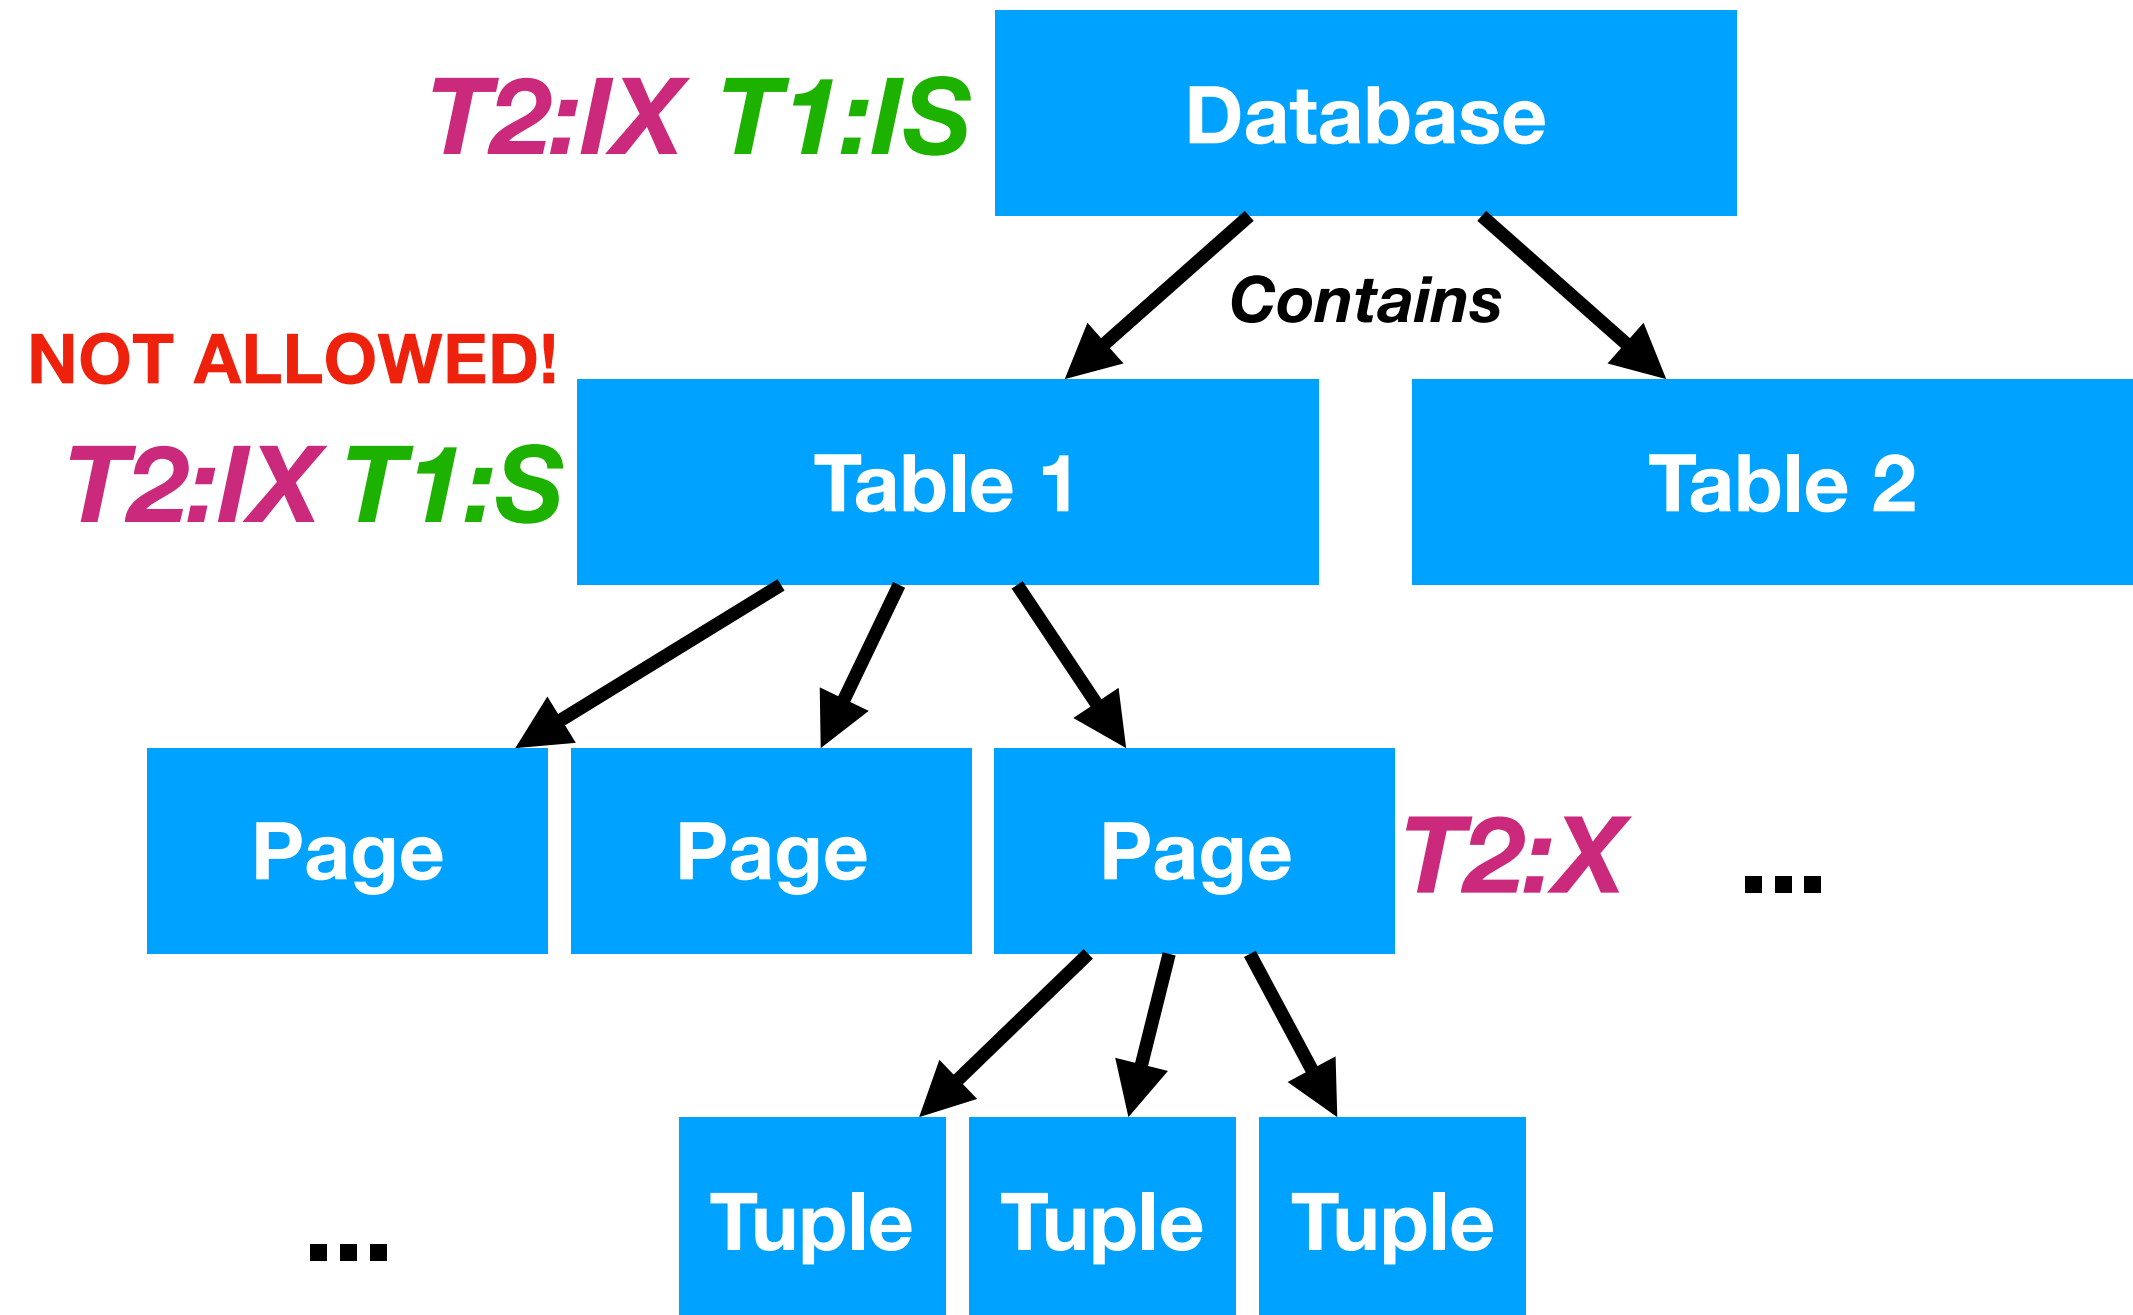 T2:IX T1:IS Database
Contains
NOT ALLOWED!
T2:IX T1:S Table 1 Table 2
Page Page Page T2:X ...
... Tuple Tuple Tuple